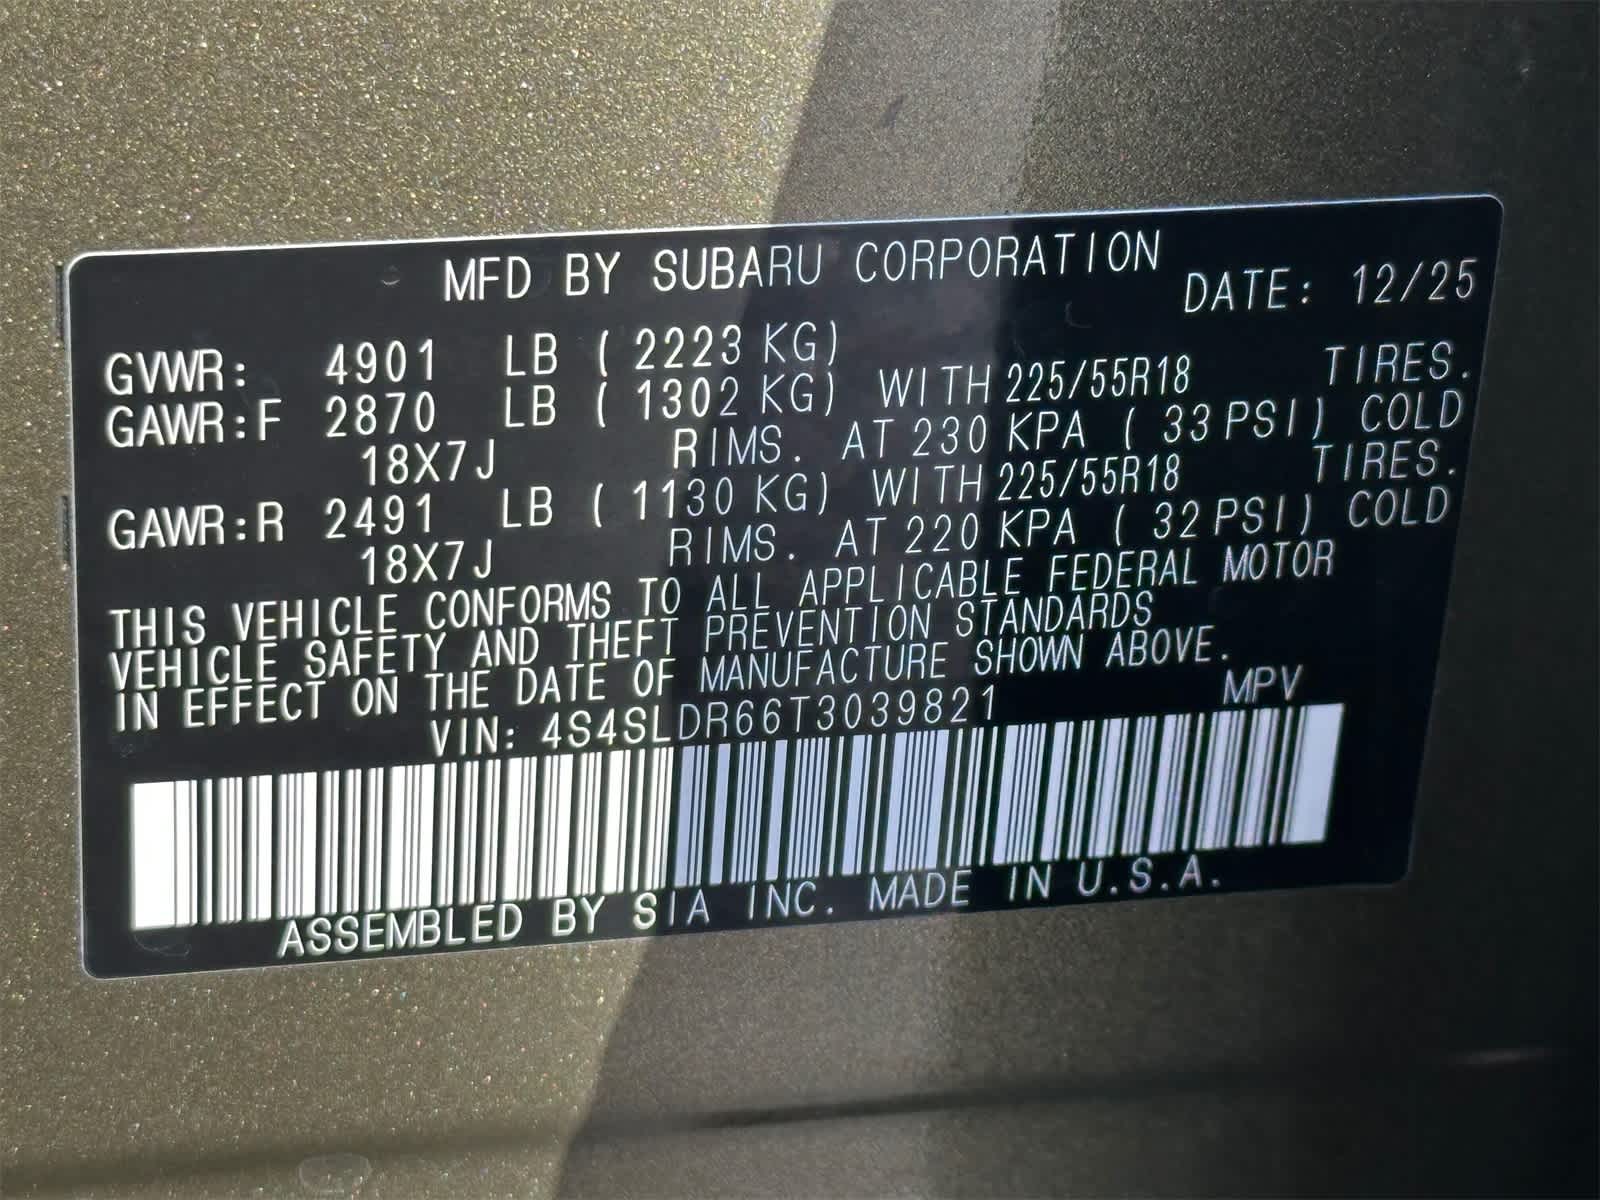 MFD BY SUBARU CORPORATION DATE: 12/25
GVWR: 4901 LB ( 2223 KG)
GAWR:F 2870 LB ( 1302 KG) WITH 225/55R18 TIRES.
18X7J RIMS. AT 230 KPA ( 33 PSI) COLD
GAWR:R 2491 LB ( 1130 KG) WITH 225/55R18 TIRES.
18X7J RIMS. AT 220 KPA ( 32 PSI) COLD
THIS VEHICLE CONFORMS TO ALL APPLICABLE FEDERAL MOTOR
VEHICLE SAFETY AND THEFT PREVENTION STANDARDS
IN EFFECT ON THE DATE OF MANUFACTURE SHOWN ABOVE.
VIN: 4S4SLDR66T3039821 MPV
ASSEMBLED BY SIA INC. MADE IN U.S.A.